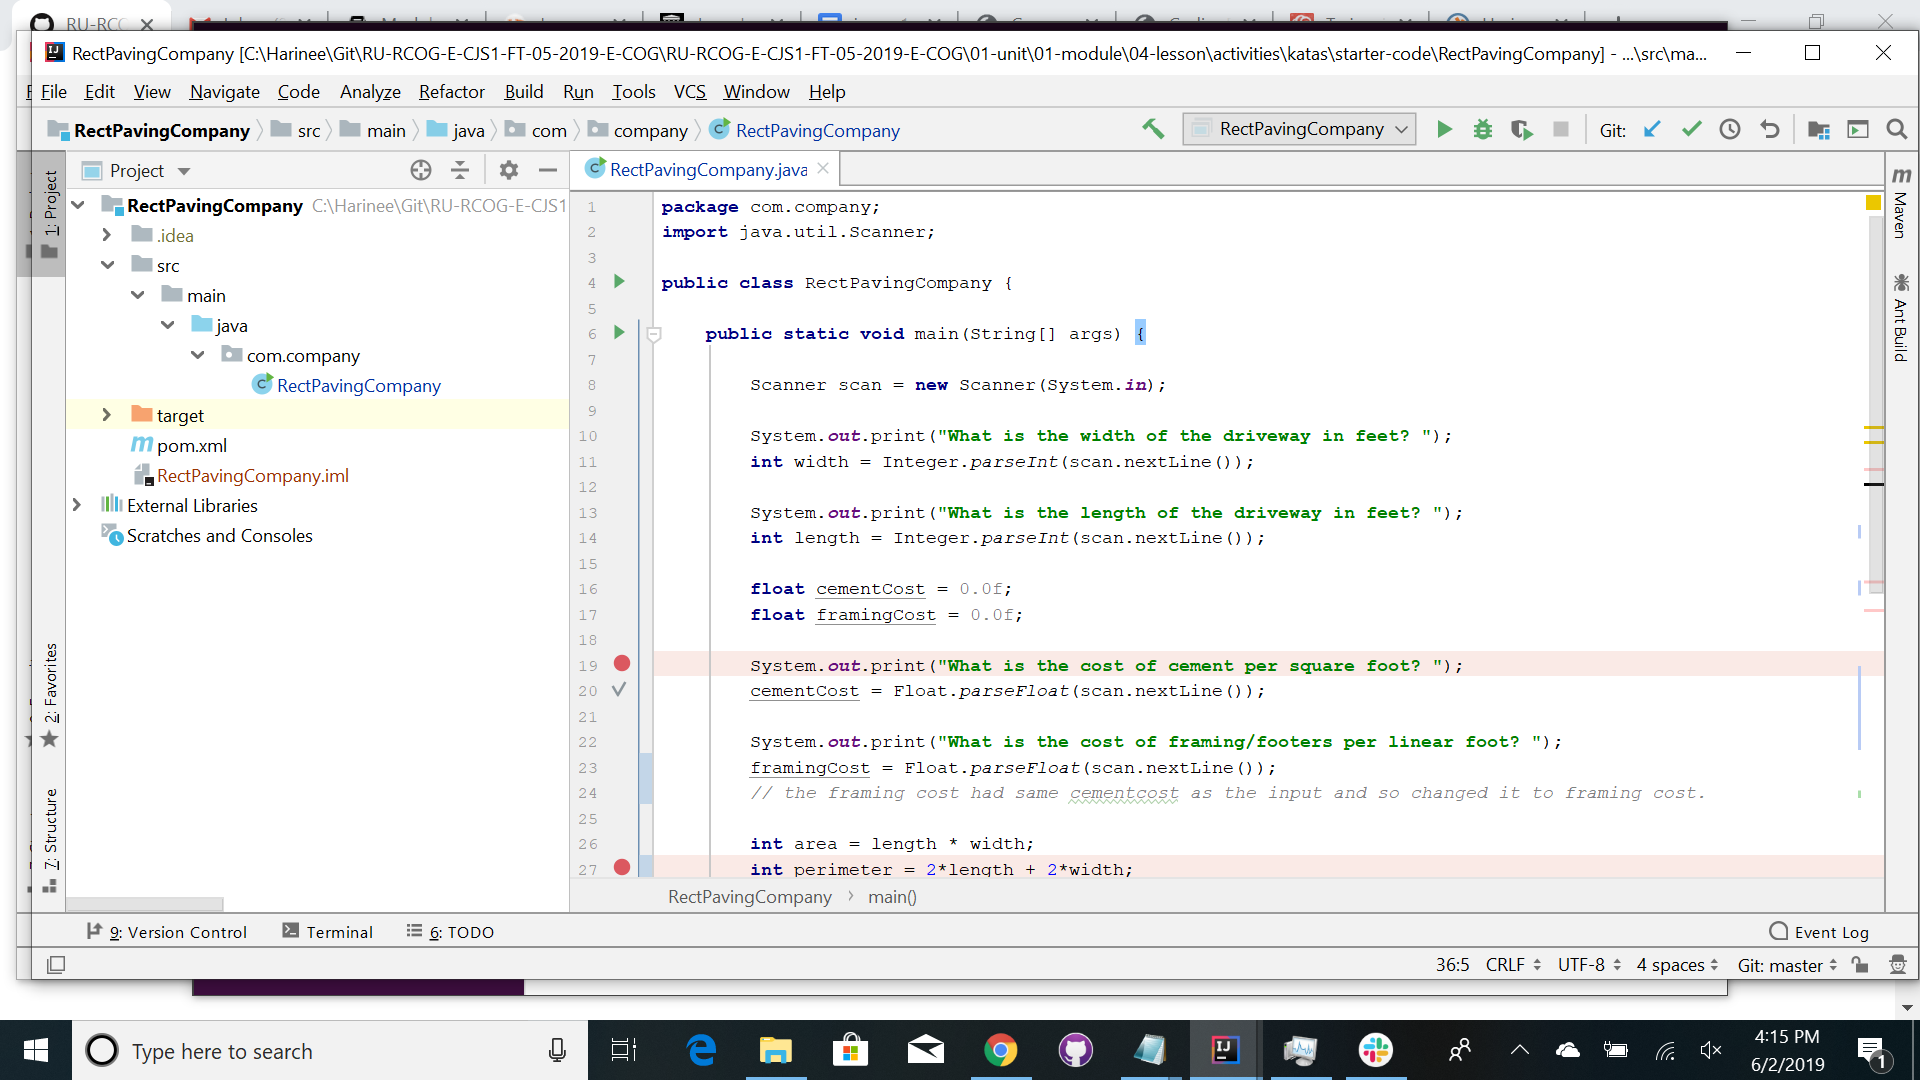 RU-RCC
RectPavingCompany [C:\Harinee\Git\RU-RCOG-E-CJS1-FT-05-2019-E-COG\RU-RCOG-E-CJS1-FT-05-2019-E-COG\01-unit\01-module\04-lesson\activities\katas\starter-code\RectPavingCompany] - ...\src\ma...
File Edit View Navigate Code Analyze Refactor Build Run Tools VCS Window Help
RectPavingCompany src main java com company RectPavingCompany RectPavingCompany Git:
Project RectPavingCompany.java
RectPavingCompany C:\Harinee\Git\RU-RCOG-E-CJS1
.idea
src
main
java
com.company
RectPavingCompany
target
pom.xml
RectPavingCompany.iml
External Libraries
Scratches and Consoles
1: Project
2: Favorites
7: Structure
1 package com.company;
2 import java.util.Scanner;
3
4 public class RectPavingCompany {
5
6 public static void main(String[] args) {
7
8 Scanner scan = new Scanner(System.in);
9
10 System.out.print("What is the width of the driveway in feet? ");
11 int width = Integer.parseInt(scan.nextLine());
12
13 System.out.print("What is the length of the driveway in feet? ");
14 int length = Integer.parseInt(scan.nextLine());
15
16 float cementCost = 0.0f;
17 float framingCost = 0.0f;
18
19 System.out.print("What is the cost of cement per square foot? ");
20 cementCost = Float.parseFloat(scan.nextLine());
21
22 System.out.print("What is the cost of framing/footers per linear foot? ");
23 framingCost = Float.parseFloat(scan.nextLine());
24 // the framing cost had same cementcost as the input and so changed it to framing cost.
25
26 int area = length * width;
27 int perimeter = 2*length + 2*width;
RectPavingCompany main()
Maven
Ant Build
9: Version Control Terminal 6: TODO Event Log
36:5 CRLF UTF-8 4 spaces Git: master
Type here to search
4:15 PM
6/2/2019
1